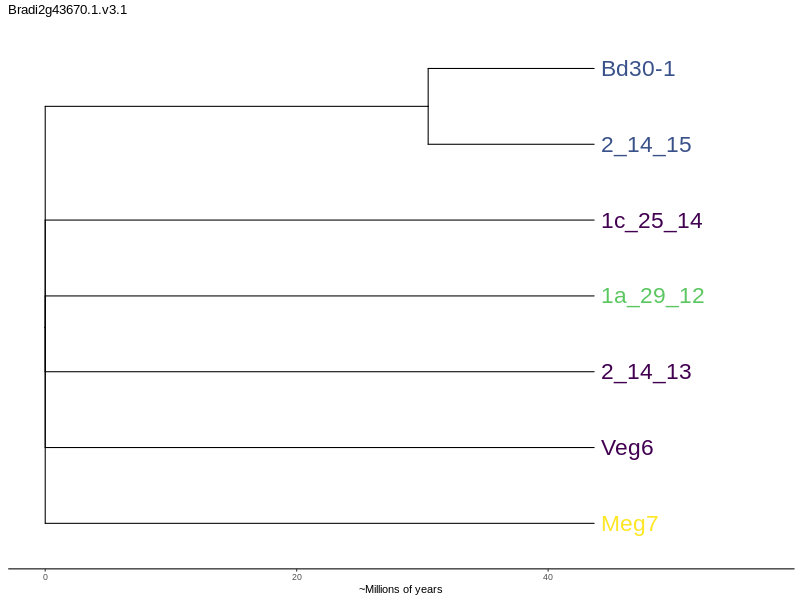 Bradi2g43670.1.v3.1
Bd30-1
2_14_15
1c_25_14
1a_29_12
2_14_13
Veg6
Meg7
0 20 40
~Millions of years